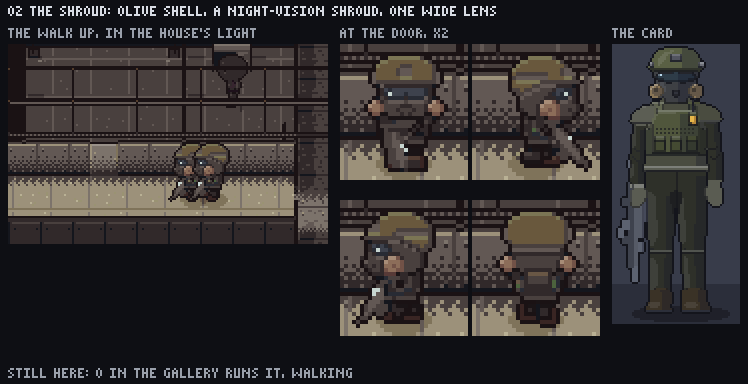 02 THE SHROUD: OLIVE SHELL, A NIGHT-VISION SHROUD, ONE WIDE LENS
THE WALK UP, IN THE HOUSE'S LIGHT
AT THE DOOR, X2
THE CARD
STILL HERE: O IN THE GALLERY RUNS IT, WALKING